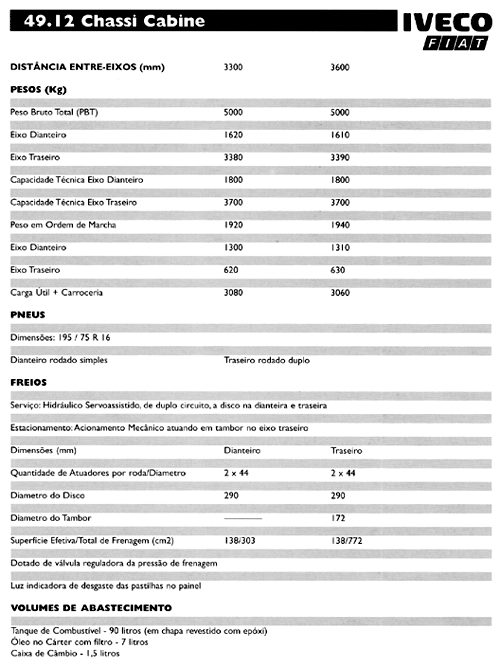 49.12 Chassi Cabine
IVECO
FIAT
DISTÂNCIA ENTRE-EIXOS (mm) 3300 3600
PESOS (Kg)
Peso Bruto Total (PBT) 5000 5000
Eixo Dianteiro 1620 1610
Eixo Traseiro 3380 3390
Capacidade Técnica Eixo Dianteiro 1800 1800
Capacidade Técnica Eixo Traseiro 3700 3700
Peso em Ordem de Marcha 1920 1940
Eixo Dianteiro 1300 1310
Eixo Traseiro 620 630
Carga Útil + Carroceria 3080 3060
PNEUS
Dimensões: 195 / 75 R 16
Dianteiro rodado simples Traseiro rodado duplo
FREIOS
Serviço: Hidráulico Servoassistido, de duplo circuito, a disco na dianteira e traseira
Estacionamento: Acionamento Mecânico atuando em tambor no eixo traseiro
Dimensões (mm) Dianteiro Traseiro
Quantidade de Atuadores por roda/Diametro 2 x 44 2 x 44
Diametro do Disco 290 290
Diametro do Tambor ——— 172
Superfície Efetiva/Total de Frenagem (cm2) 138/303 138/772
Dotado de válvula reguladora da pressão de frenagem
Luz indicadora de desgaste das pastilhas no painel
VOLUMES DE ABASTECIMENTO
Tanque de Combustível - 90 litros (em chapa revestido com epóxi)
Óleo no Cárter com filtro - 7 litros
Caixa de Câmbio - 1,5 litros